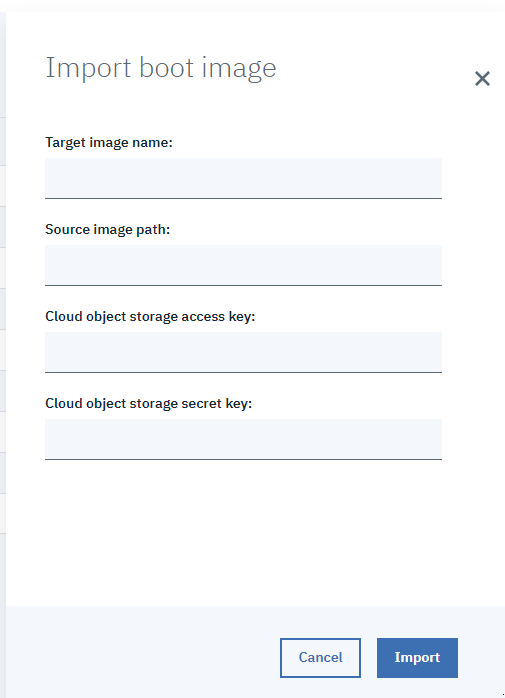 Import boot image
Target image name:
Source image path:
Cloud object storage access key:
Cloud object storage secret key:
Cancel
Import